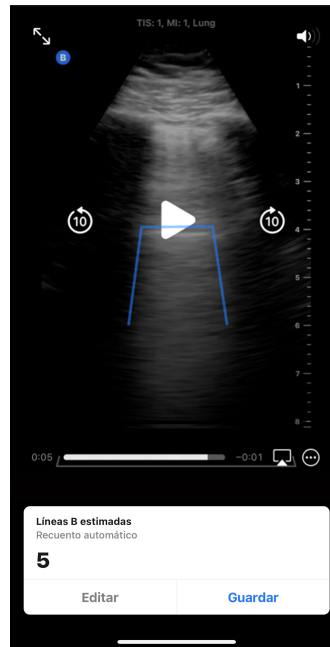 TIS: 1, MI: 1, Lung
B
1
2
3
10
10
4
5
6
7
8
0:05
−0:01
Líneas B estimadas
Recuento automático
5
Editar
Guardar